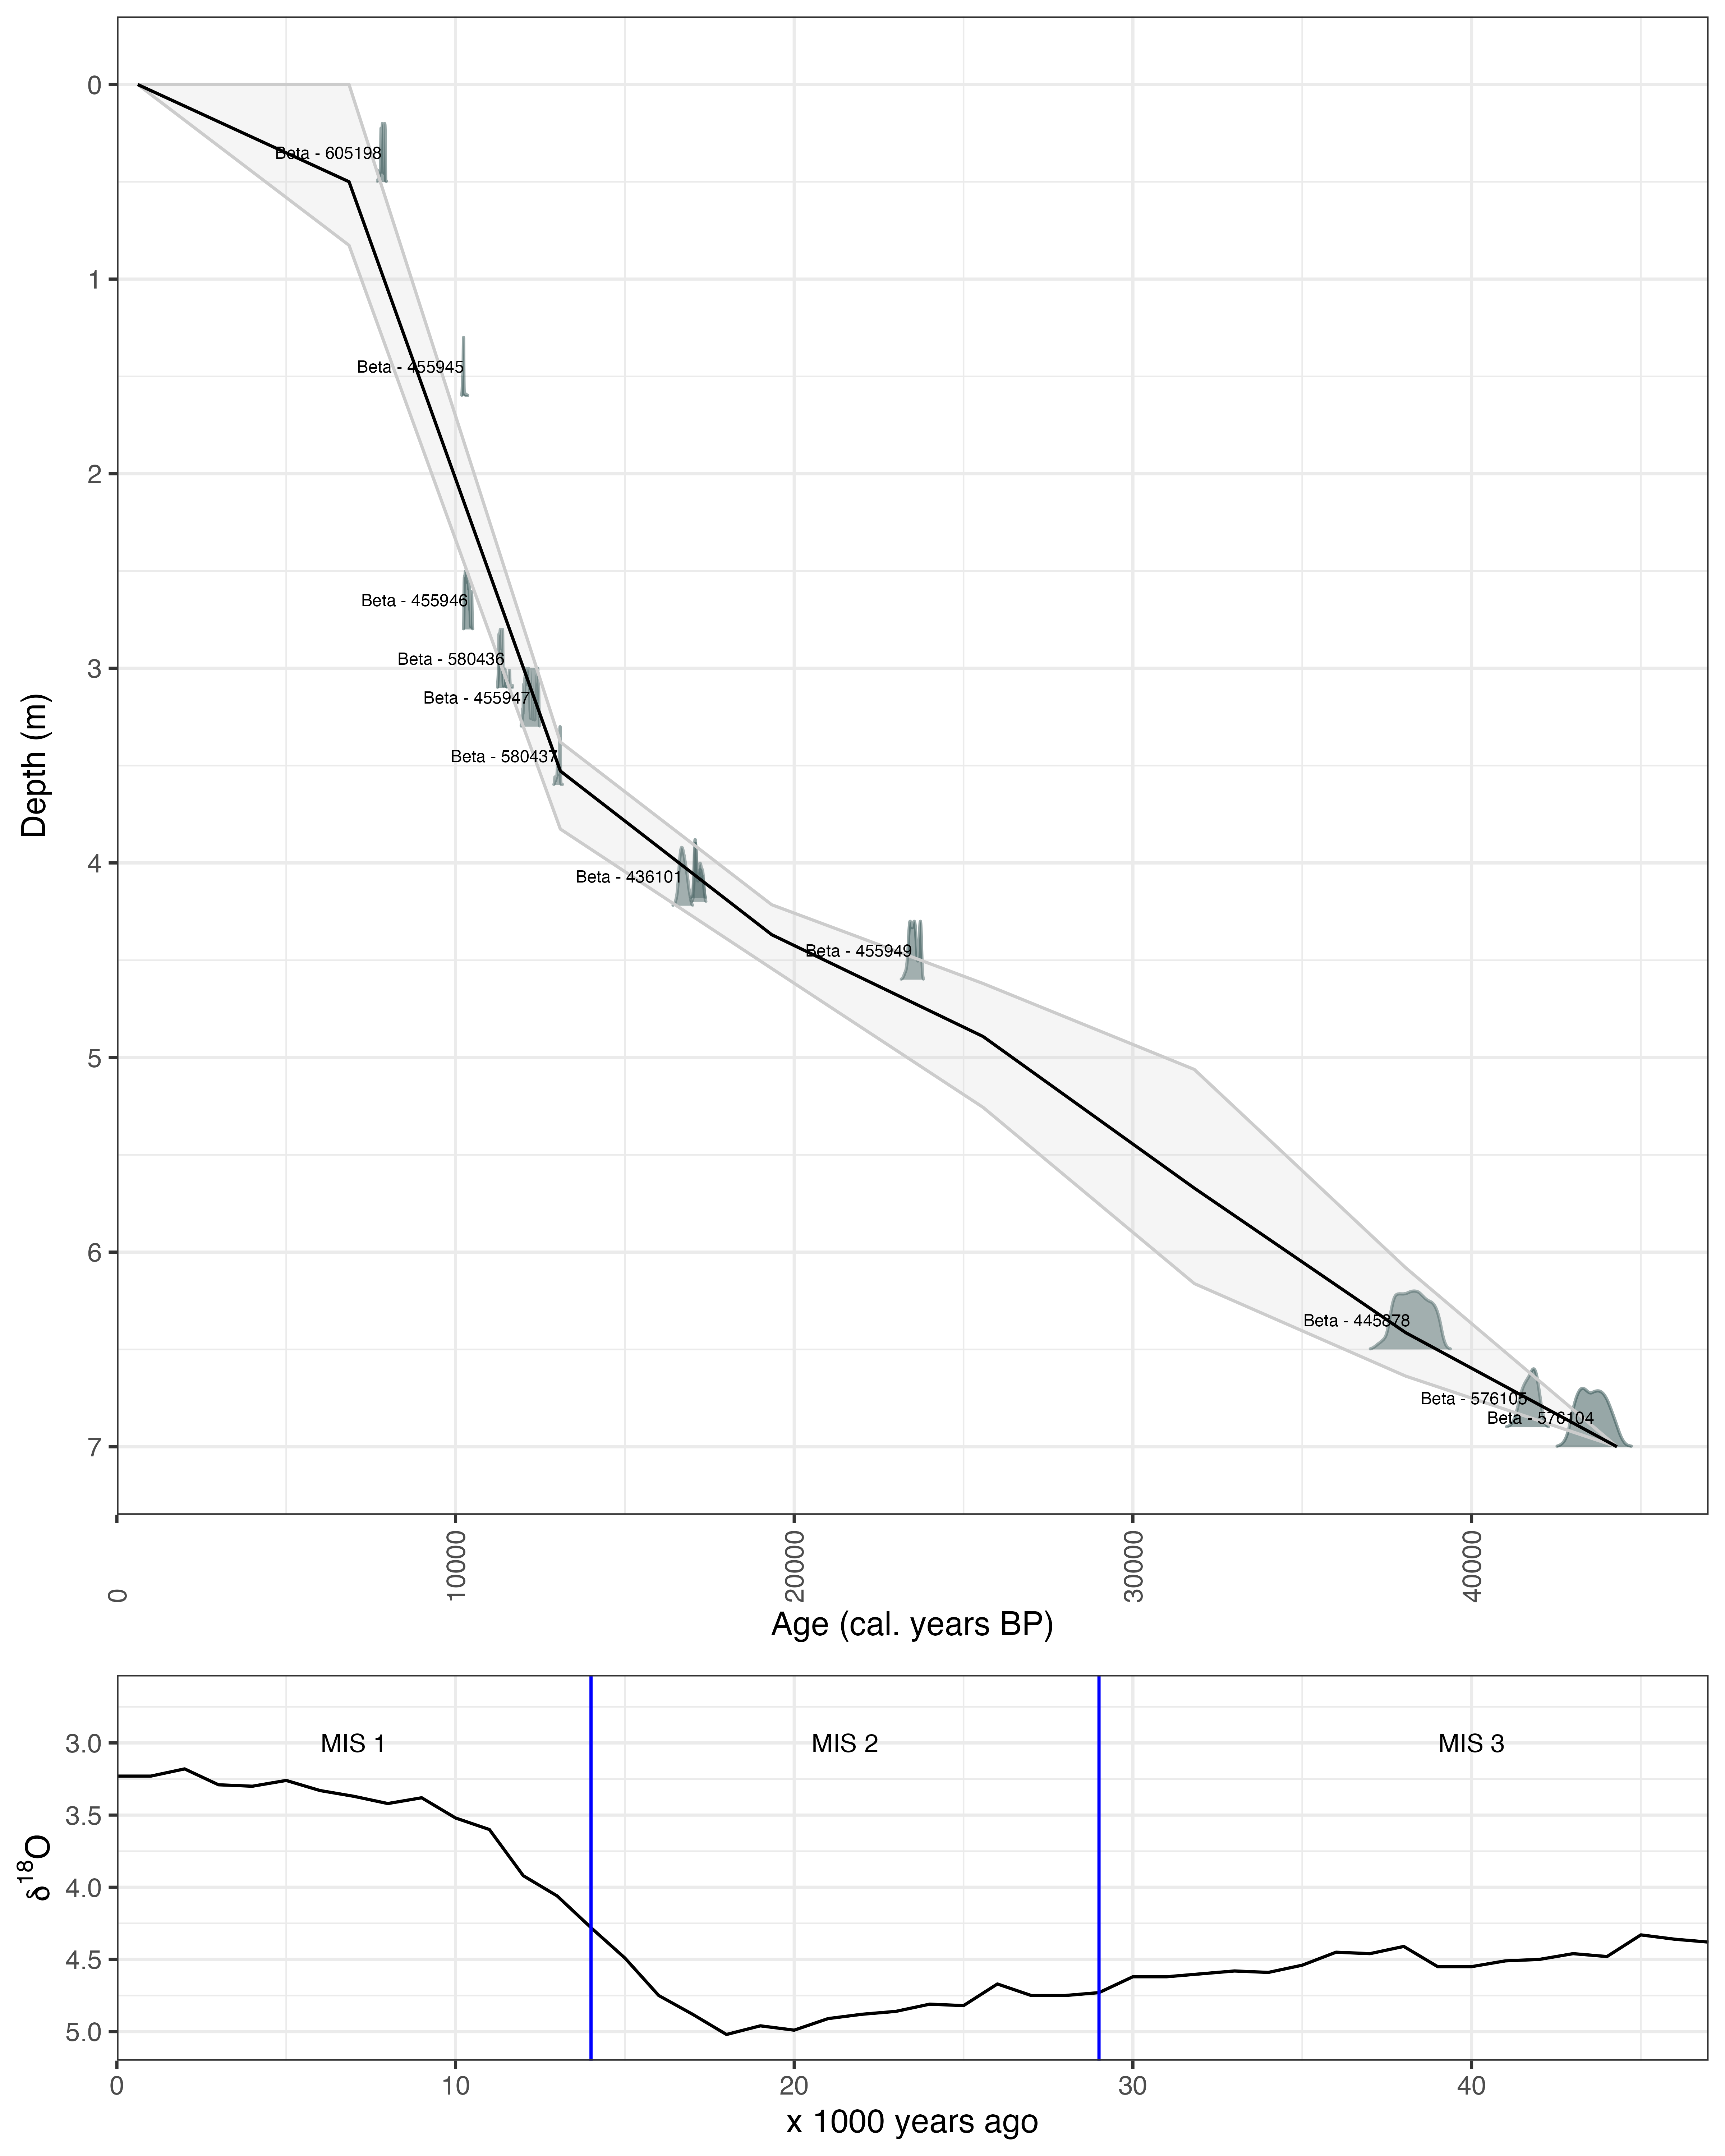 0
Beta - 605198
1
Beta - 455945
2
Beta - 455946
Beta - 580436
3
Beta - 455947
Beta - 580437
Depth (m)
4
Beta - 436101
Beta - 455949
5
6
Beta - 445878
Beta - 576105
Beta - 576104
7
0 10000 20000 30000 40000
Age (cal. years BP)
MIS 1 MIS 2 MIS 3
3.0
3.5
4.0
4.5
5.0
δ¹⁸O
0 10 20 30 40
x 1000 years ago